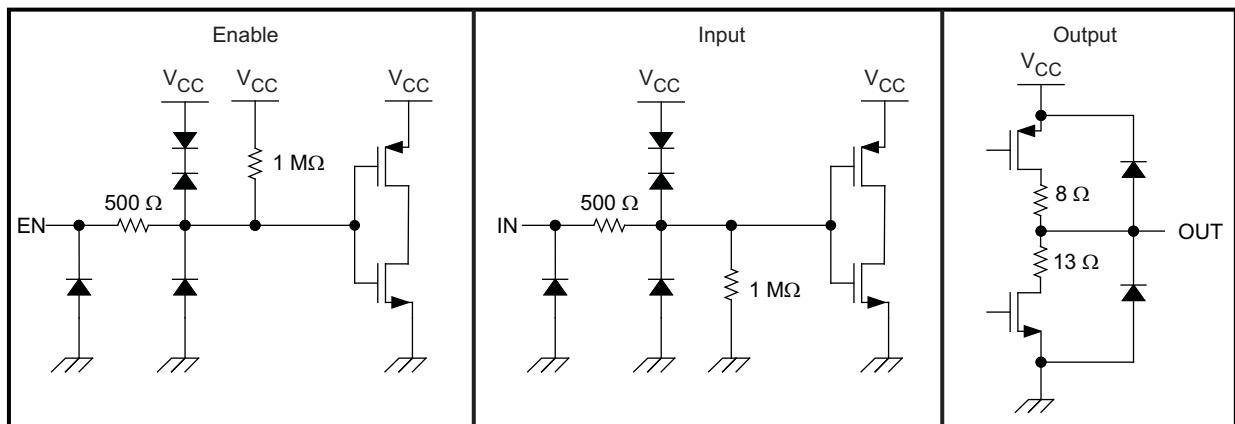 Enable
V_CC
V_CC
V_CC
1 MΩ
500 Ω
EN
Input
V_CC
V_CC
500 Ω
IN
1 MΩ
Output
V_CC
8 Ω
OUT
13 Ω